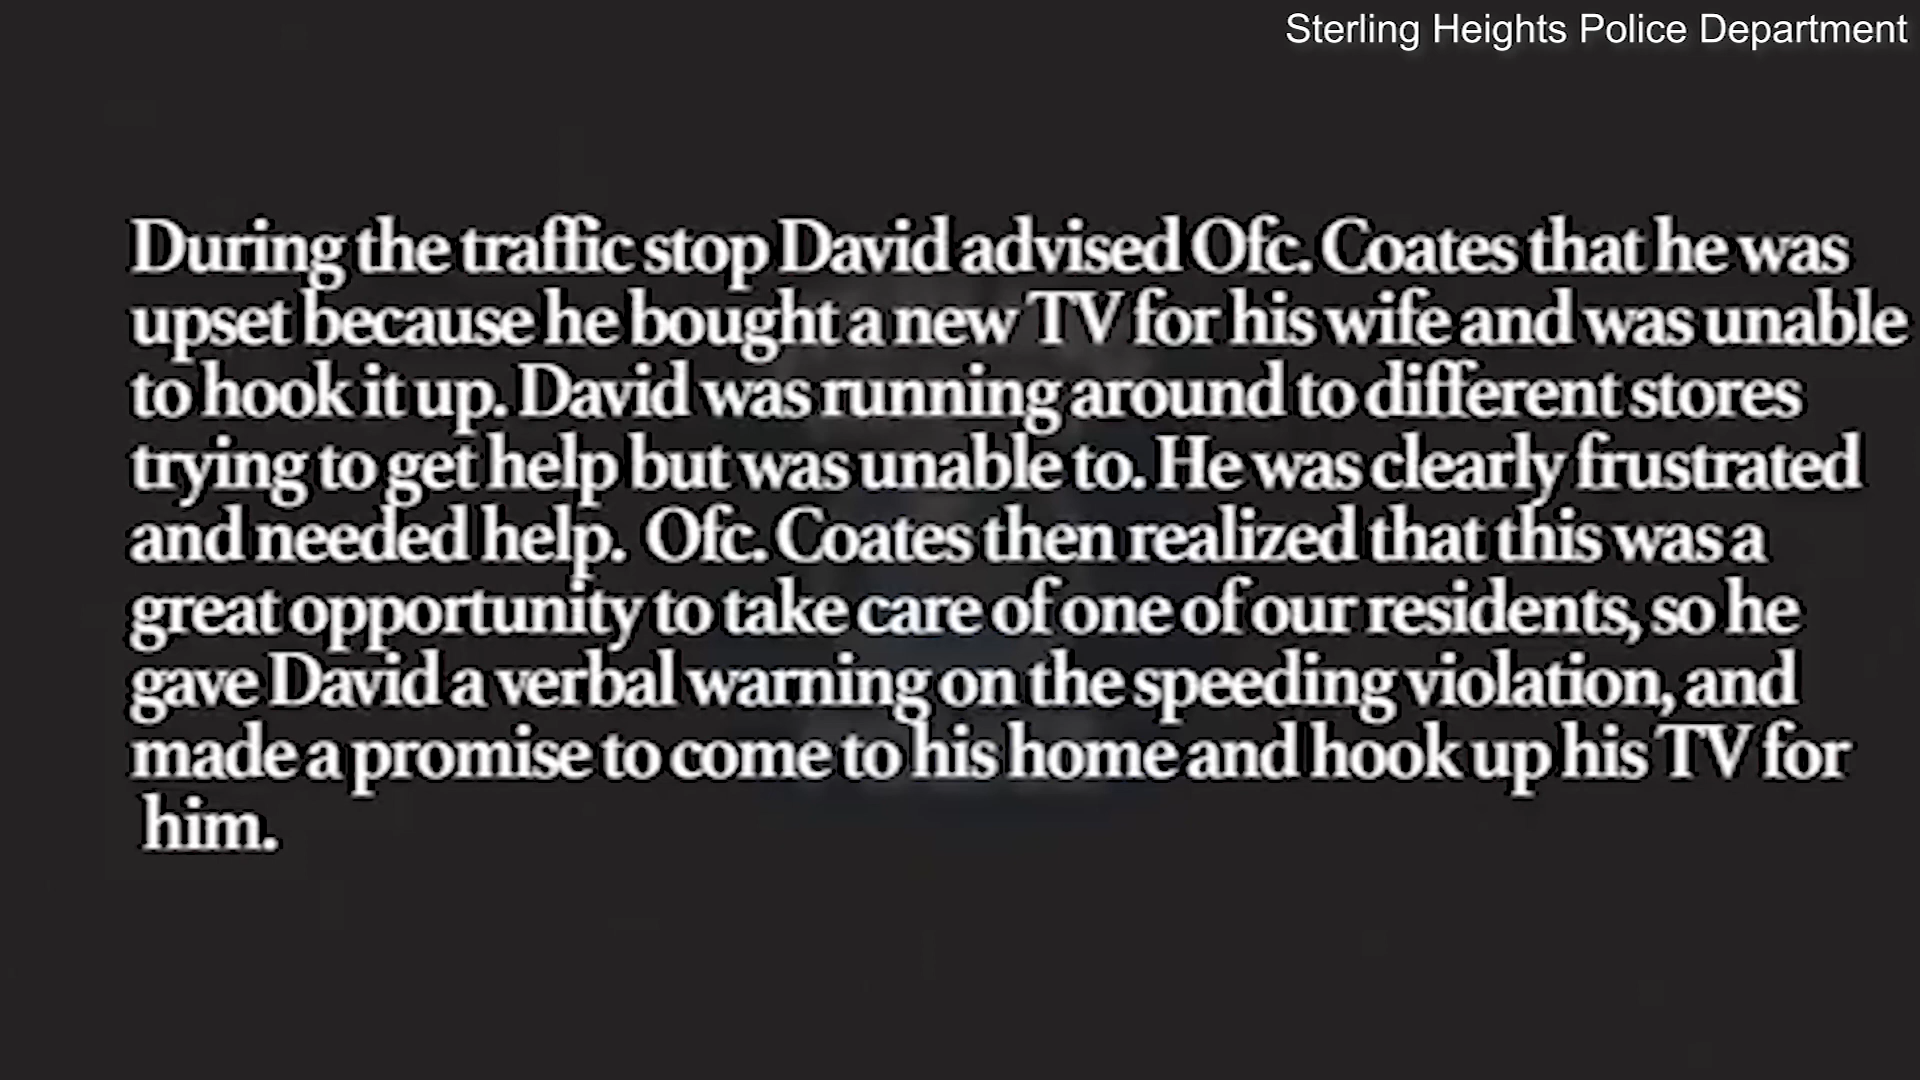 Sterling Heights Police Department
During the traffic stop David advised Ofc. Coates that he was
upset because he bought a new TV for his wife and was unable
to hook it up. David was running around to different stores
trying to get help but was unable to. He was clearly frustrated
and needed help. Ofc. Coates then realized that this was a
great opportunity to take care of one of our residents, so he
gave David a verbal warning on the speeding violation, and
made a promise to come to his home and hook up his TV for
him.